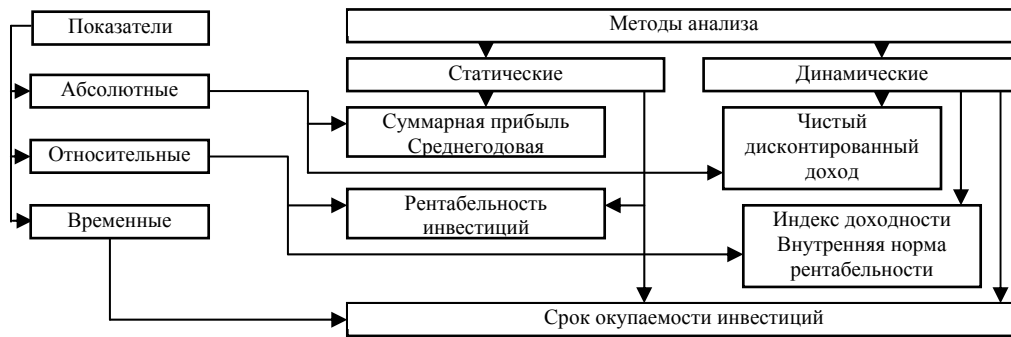 Показатели
Методы анализа
Статические
Динамические
Абсолютные
Суммарная прибыль
Среднегодовая
Чистый
дисконтированный
доход
Относительные
Рентабельность
инвестиций
Временные
Индекс доходности
Внутренняя норма
рентабельности
Срок окупаемости инвестиций